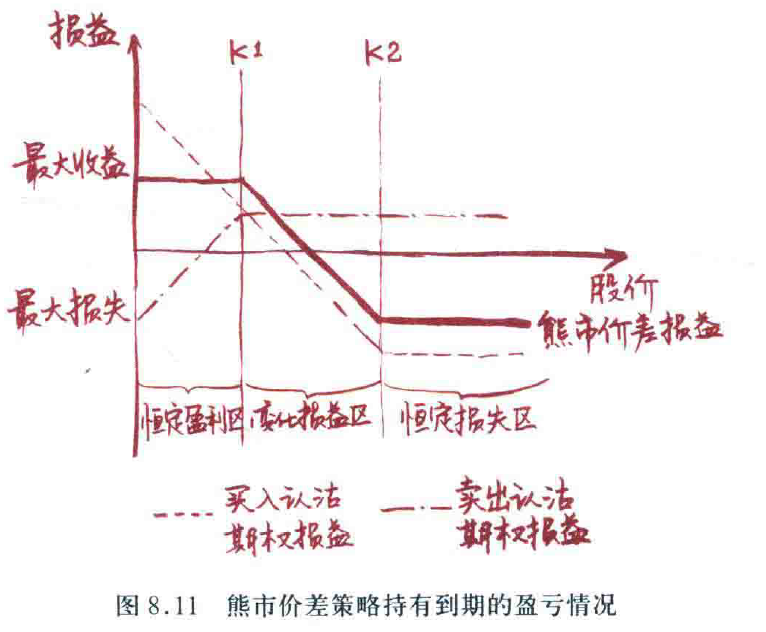 损益
K1
K2
最大收益
最大损失
股价
熊市价差损益
恒定盈利区
变化损益区
恒定损失区
买入认沽
期权损益
卖出认沽
期权损益
图 8.11 熊市价差策略持有到期的盈亏情况